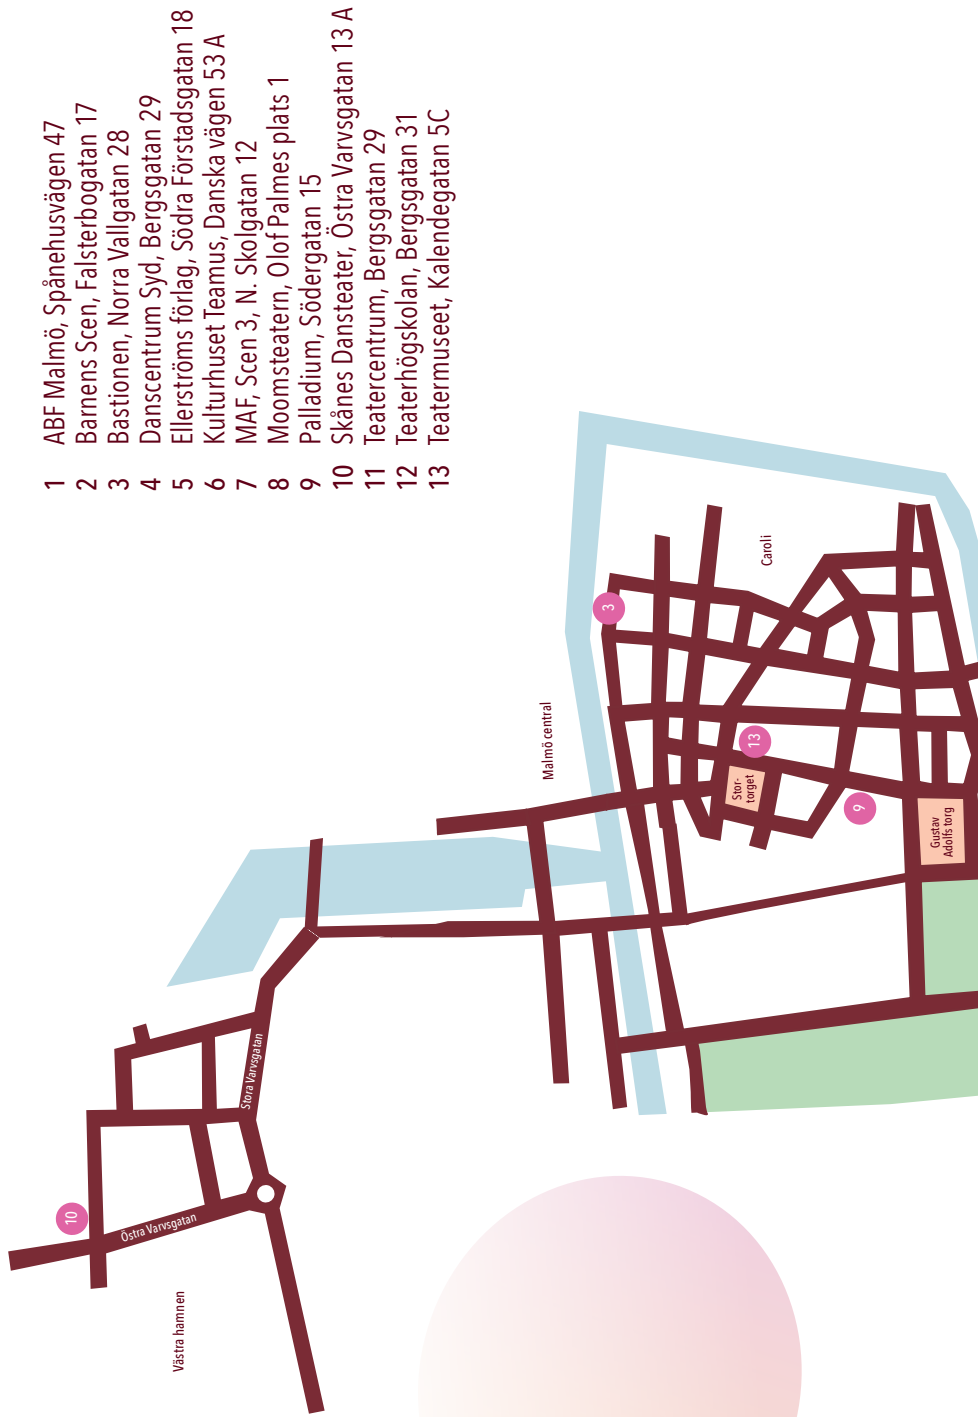 1 ABF Malmö, Spånehusvägen 47
2 Barnens Scen, Falsterbogatan 17
3 Bastionen, Norra Vallgatan 28
4 Danscentrum Syd, Bergsgatan 29
5 Ellerströms förlag, Södra Förstadsgatan 18
6 Kulturhuset Teamus, Danska vägen 53 A
7 MAF, Scen 3, N. Skolgatan 12
8 Moomsteatern, Olof Palmes plats 1
9 Palladium, Södergatan 15
10 Skånes Dansteater, Östra Varvsgatan 13 A
11 Teatercentrum, Bergsgatan 29
12 Teaterhögskolan, Bergsgatan 31
13 Teatermuseet, Kalendegatan 5C
10
Östra Varvsgatan
Västra hamnen
Stora Varvsgatan
Malmö central
3
Caroli
13
Stor-
torget
9
Gustav
Adolfs torg